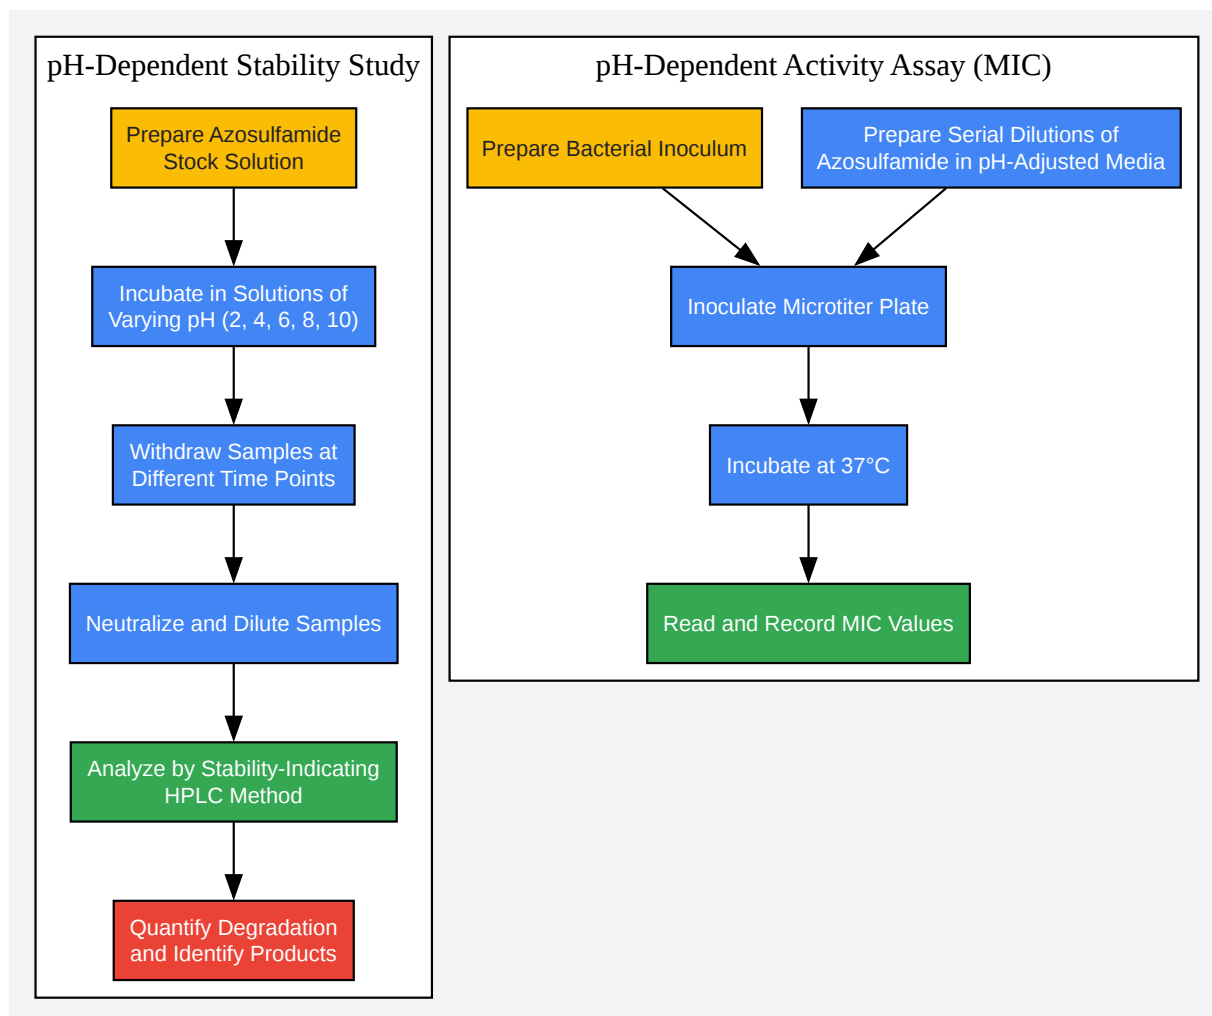 pH-Dependent Stability Study
Prepare Azosulfamide
Stock Solution
Incubate in Solutions of
Varying pH (2, 4, 6, 8, 10)
Withdraw Samples at
Different Time Points
Neutralize and Dilute Samples
Analyze by Stability-Indicating
HPLC Method
Quantify Degradation
and Identify Products
pH-Dependent Activity Assay (MIC)
Prepare Bacterial Inoculum
Prepare Serial Dilutions of
Azosulfamide in pH-Adjusted Media
Inoculate Microtiter Plate
Incubate at 37°C
Read and Record MIC Values